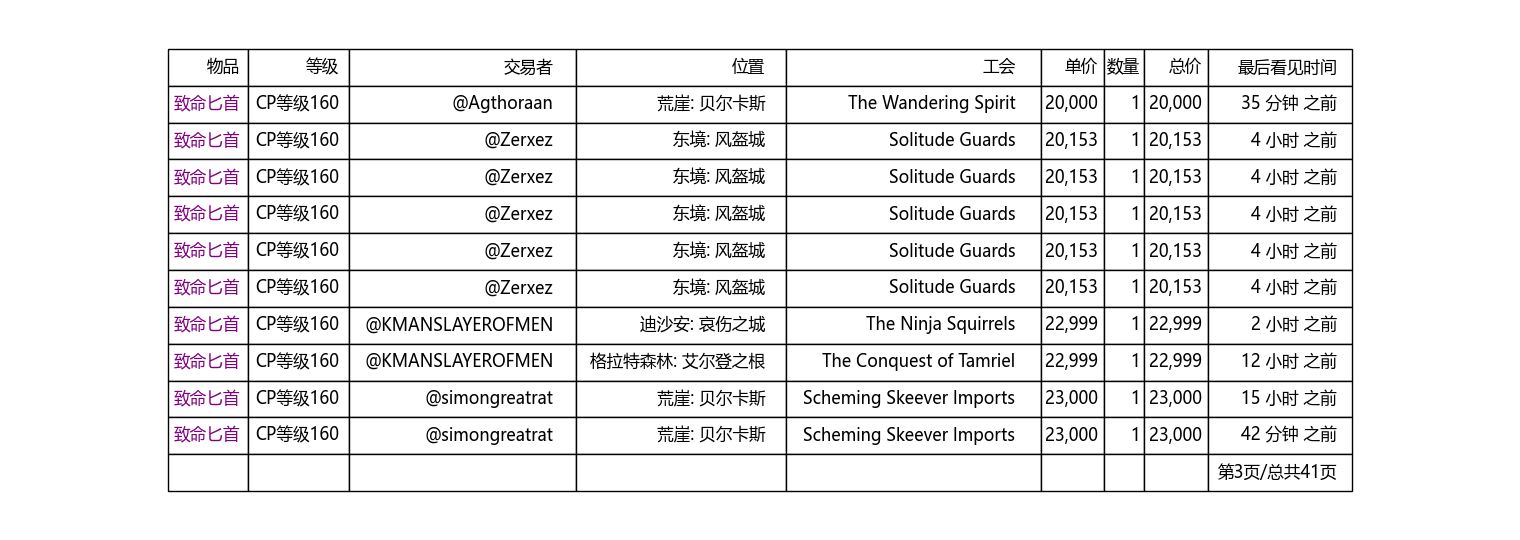 物品 等级 交易者 位置 工会 单价 数量 总价 最后看见时间
致命匕首 CP等级160 @Agthoraan 荒崖: 贝尔卡斯 The Wandering Spirit 20,000 1 20,000 35 分钟 之前
致命匕首 CP等级160 @Zerxez 东境: 风盔城 Solitude Guards 20,153 1 20,153 4 小时 之前
致命匕首 CP等级160 @Zerxez 东境: 风盔城 Solitude Guards 20,153 1 20,153 4 小时 之前
致命匕首 CP等级160 @Zerxez 东境: 风盔城 Solitude Guards 20,153 1 20,153 4 小时 之前
致命匕首 CP等级160 @Zerxez 东境: 风盔城 Solitude Guards 20,153 1 20,153 4 小时 之前
致命匕首 CP等级160 @Zerxez 东境: 风盔城 Solitude Guards 20,153 1 20,153 4 小时 之前
致命匕首 CP等级160 @KMANSLAYEROFMEN 迪沙安: 哀伤之城 The Ninja Squirrels 22,999 1 22,999 2 小时 之前
致命匕首 CP等级160 @KMANSLAYEROFMEN 格拉特森林: 艾尔登之根 The Conquest of Tamriel 22,999 1 22,999 12 小时 之前
致命匕首 CP等级160 @simongreatrat 荒崖: 贝尔卡斯 Scheming Skeever Imports 23,000 1 23,000 15 小时 之前
致命匕首 CP等级160 @simongreatrat 荒崖: 贝尔卡斯 Scheming Skeever Imports 23,000 1 23,000 42 分钟 之前
第3页/总共41页